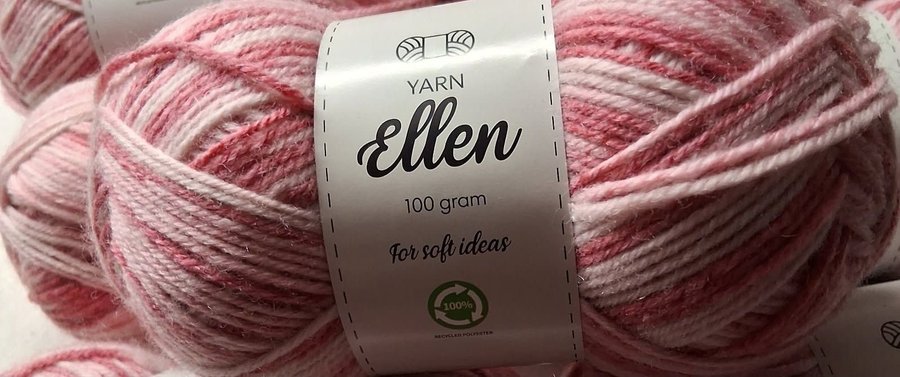 YARN
Ellen
100 gram
For soft ideas
100%
RECYCLED POLYESTER